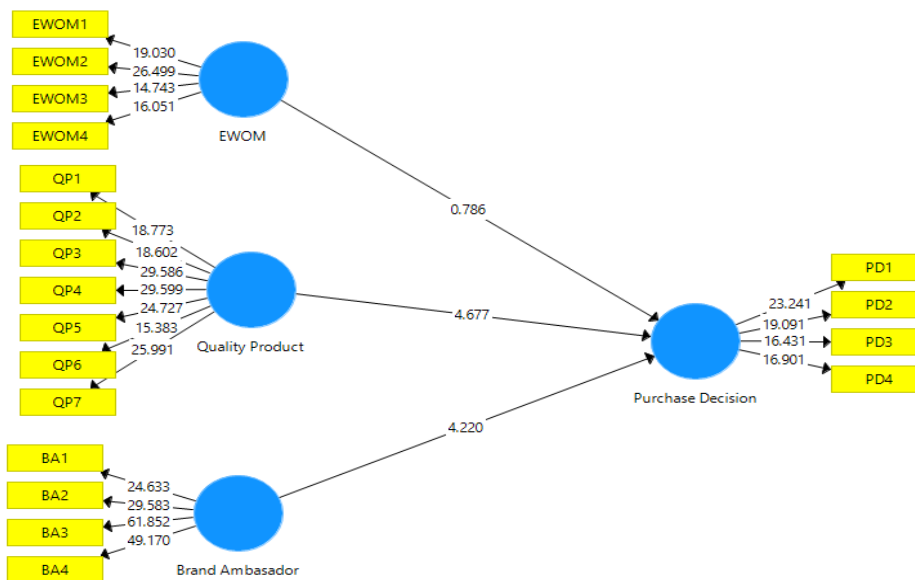 EWOM1
EWOM2
EWOM3
EWOM4
19.030
26.499
14.743
16.051
EWOM
QP1
QP2
QP3
QP4
QP5
QP6
QP7
18.773
18.602
29.586
29.599
24.727
15.383
25.991
Quality Product
BA1
BA2
BA3
BA4
24.633
29.583
61.852
49.170
Brand Ambasador
0.786
4.677
4.220
Purchase Decision
23.241
19.091
16.431
16.901
PD1
PD2
PD3
PD4